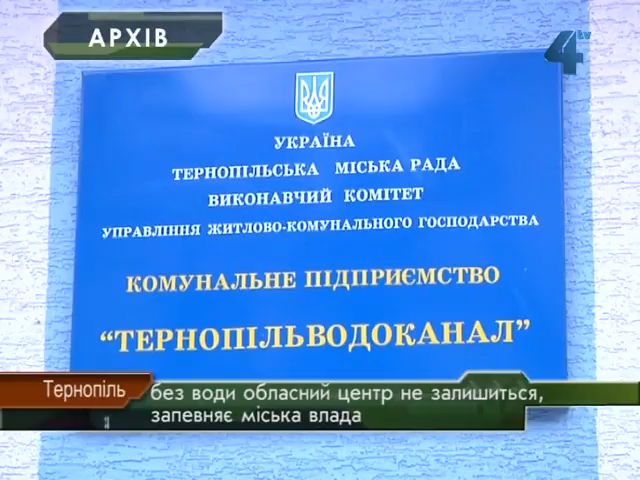 АРХІВ
4tv
УКРАЇНА
ТЕРНОПІЛЬСЬКА МІСЬКА РАДА
ВИКОНАВЧИЙ КОМІТЕТ
УПРАВЛІННЯ ЖИТЛОВО-КОМУНАЛЬНОГО ГОСПОДАРСТВА
КОМУНАЛЬНЕ ПІДПРИЄМСТВО
“ТЕРНОПІЛЬВОДОКАНАЛ”
Тернопіль
без води обласний центр не залишиться,
запевняє міська влада